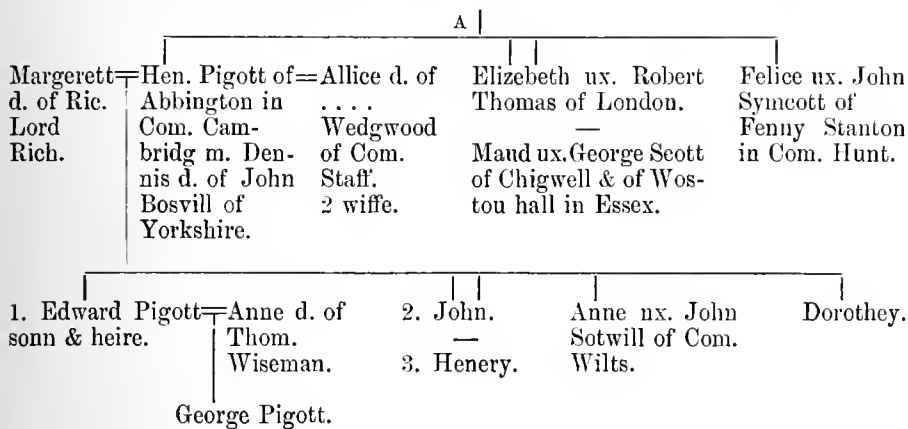 A
Margerett
d. of Ric.
Lord
Rich.
Hen. Pigott of
Abbington in
Com. Cam-
bridg m. Den-
nis d. of John
Bosvill of
Yorkshire.
Allice d. of
. . . .
Wedgwood
of Com.
Staff.
2 wiffe.
Elizebeth ux. Robert
Thomas of London.
—
Maud ux. George Scott
of Chigwell & of Wos-
tou hall in Essex.
Felice ux. John
Symcott of
Fenny Stanton
in Com. Hunt.
1. Edward Pigott
sonn & heire.
Anne d. of
Thom.
Wiseman.
2. John.
—
3. Henery.
Anne ux. John
Sotwill of Com.
Wilts.
Dorothey.
George Pigott.